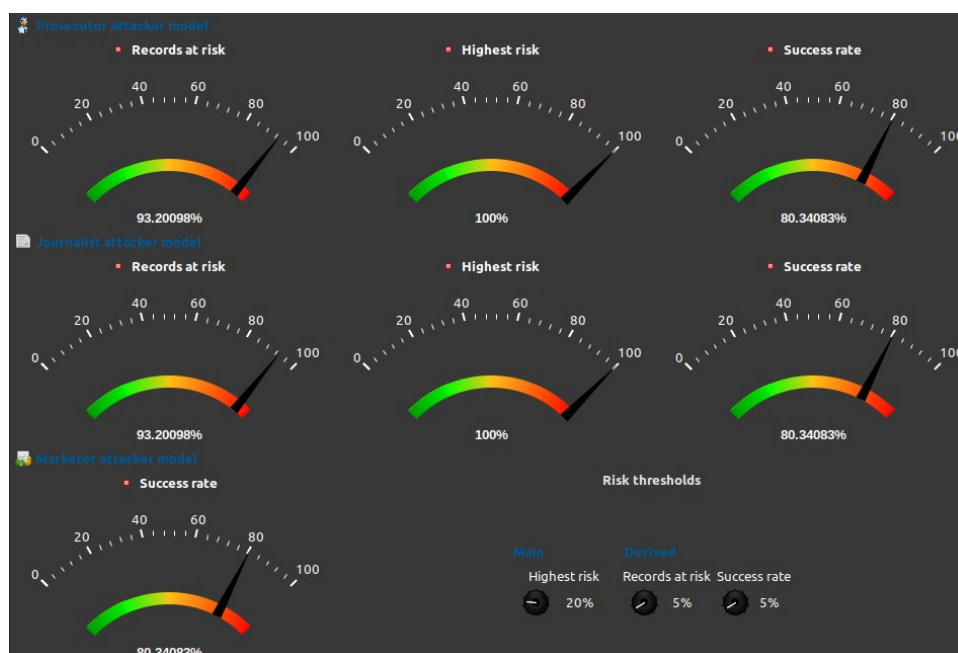 Prosecutor attacker model
Records at risk
Highest risk
Success rate
0 20 40 60 80 100
0 20 40 60 80 100
0 20 40 60 80 100
93.20098%
100%
80.34083%
Journalist attacker model
Records at risk
Highest risk
Success rate
0 20 40 60 80 100
0 20 40 60 80 100
0 20 40 60 80 100
93.20098%
100%
80.34083%
Marketer attacker model
Success rate
0 20 40 60 80 100
80.34083%
Risk thresholds
Main
Derived
Highest risk
Records at risk
Success rate
20%
5%
5%